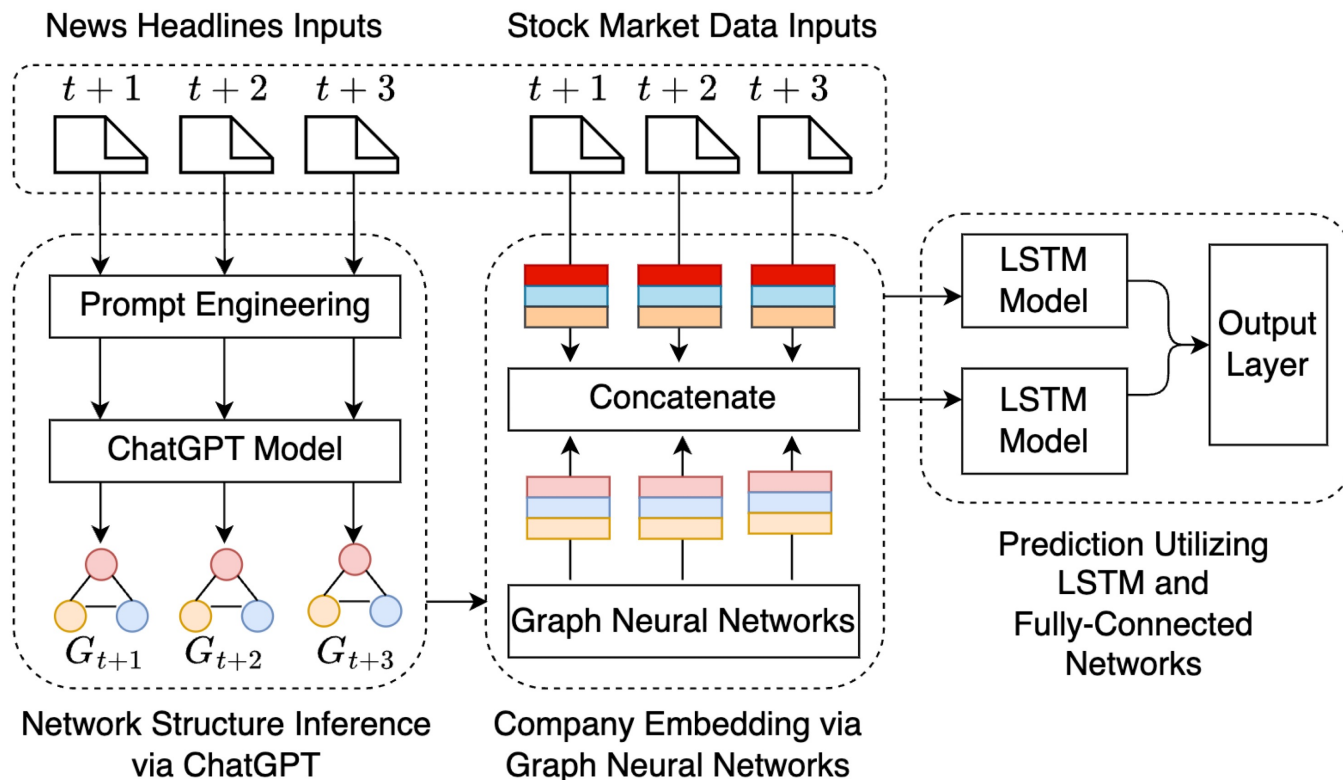 News Headlines Inputs
Stock Market Data Inputs
t + 1
t + 2
t + 3
t + 1
t + 2
t + 3
Prompt Engineering
ChatGPT Model
G_{t+1}
G_{t+2}
G_{t+3}
Network Structure Inference
via ChatGPT
Concatenate
Graph Neural Networks
Company Embedding via
Graph Neural Networks
LSTM
Model
LSTM
Model
Output
Layer
Prediction Utilizing
LSTM and
Fully-Connected
Networks